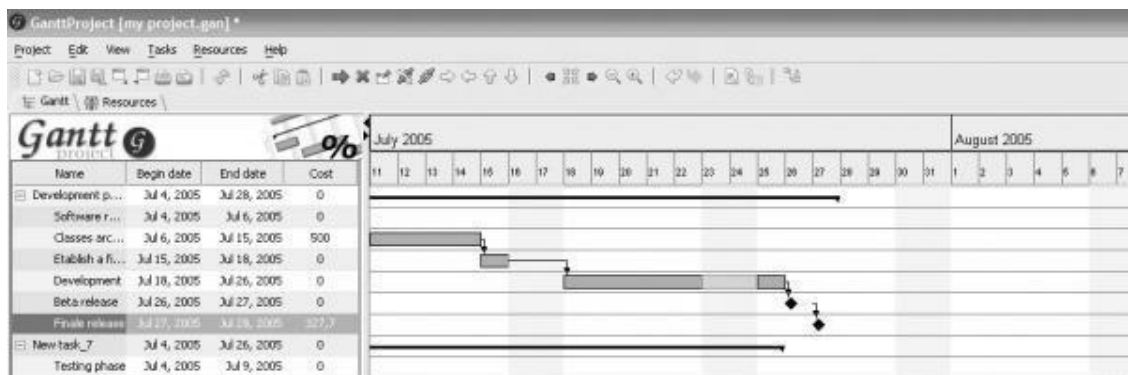 GanttProject [my project.gan] *
Project Edit View Tasks Resources Help
Gantt Resources
Gantt project %
July 2005 August 2005
Name Begin date End date Cost 11 12 13 14 15 16 17 18 19 20 21 22 23 24 25 26 27 28 29 30 31 1 2 3 4 5 6 7
Development p... Jul 4, 2005 Jul 28, 2005 0
Software r... Jul 4, 2005 Jul 6, 2005 0
Classes arc... Jul 6, 2005 Jul 15, 2005 500
Etablish a fi... Jul 15, 2005 Jul 18, 2005 0
Development Jul 18, 2005 Jul 26, 2005 0
Beta release Jul 26, 2005 Jul 27, 2005 0
Finale release Jul 27, 2005 Jul 28, 2005 327,7
New task_7 Jul 4, 2005 Jul 26, 2005 0
Testing phase Jul 4, 2005 Jul 9, 2005 0